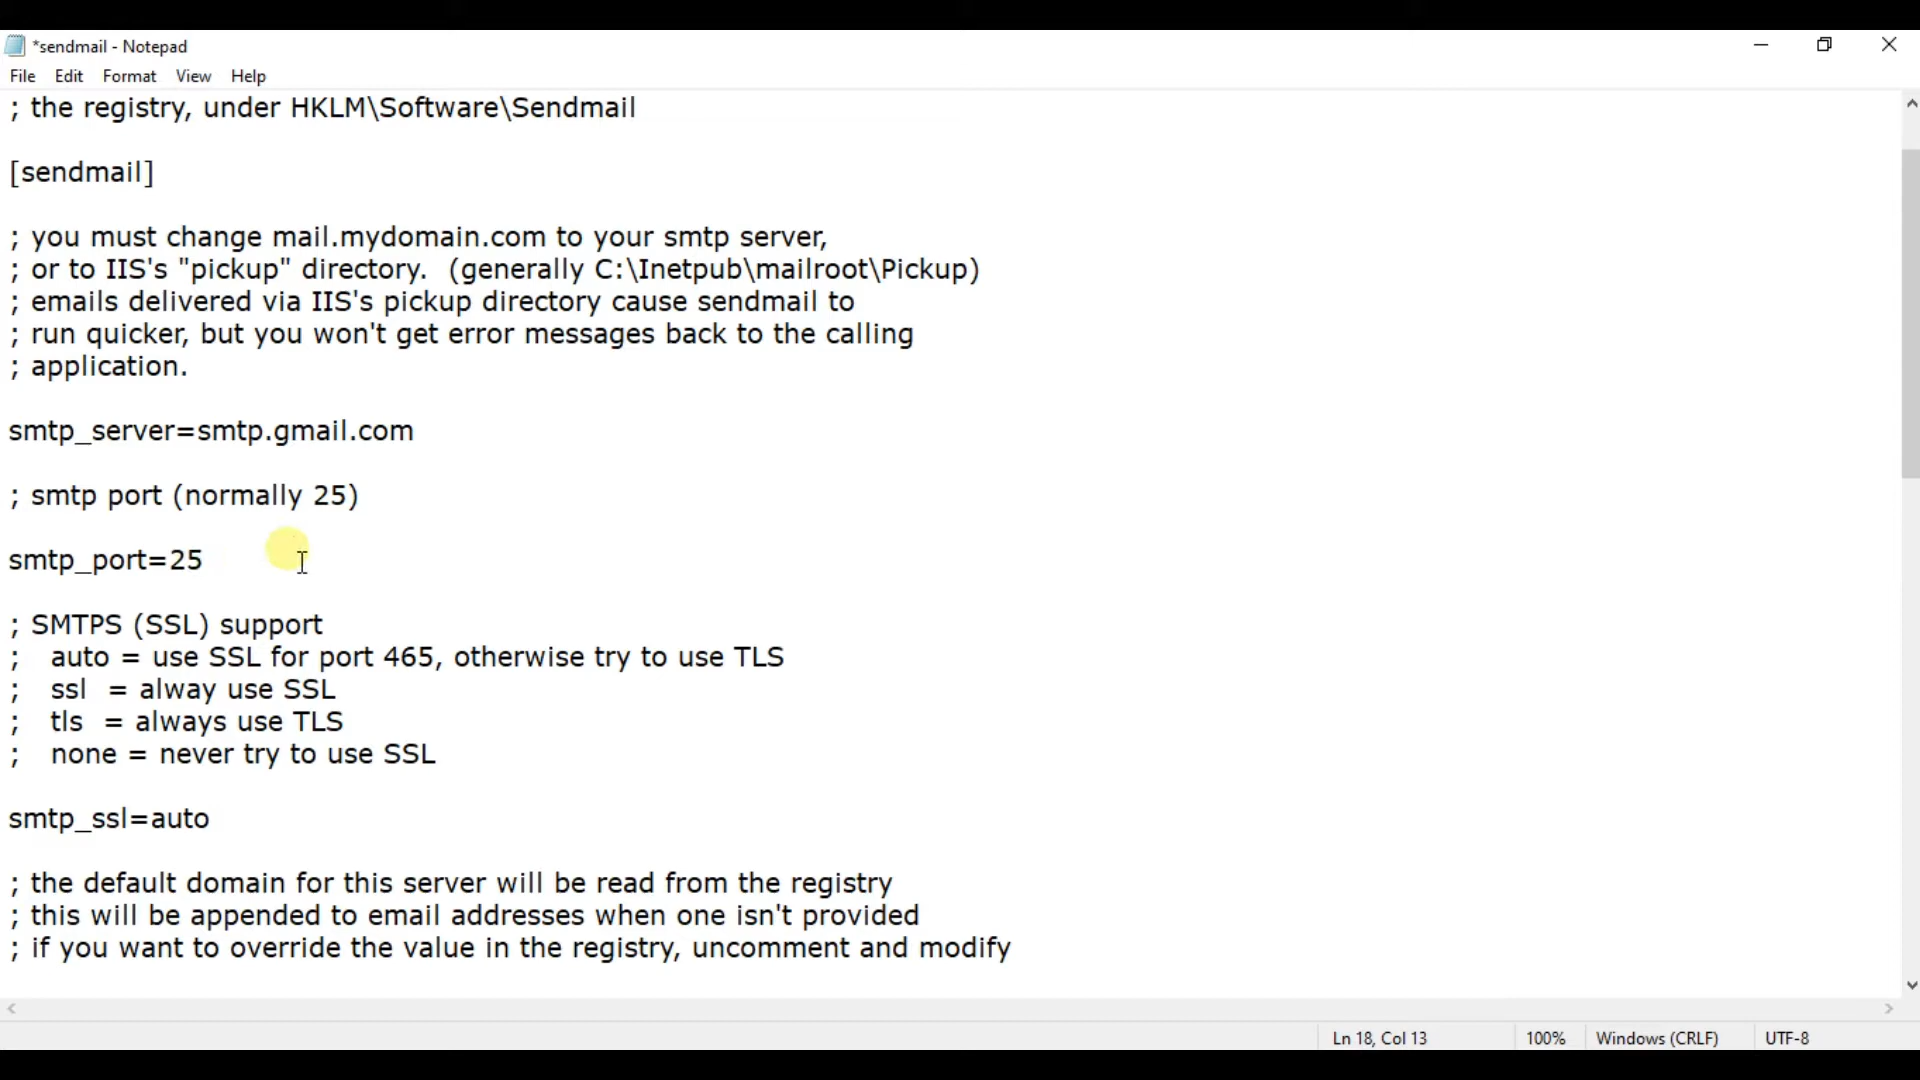 *sendmail - Notepad
File Edit Format View Help
; the registry, under HKLM\Software\Sendmail
[sendmail]
; you must change mail.mydomain.com to your smtp server,
; or to IIS's "pickup" directory.  (generally C:\Inetpub\mailroot\Pickup)
; emails delivered via IIS's pickup directory cause sendmail to
; run quicker, but you won't get error messages back to the calling
; application.
smtp_server=smtp.gmail.com
; smtp port (normally 25)
smtp_port=25
; SMTPS (SSL) support
;   auto = use SSL for port 465, otherwise try to use TLS
;   ssl  = alway use SSL
;   tls  = always use TLS
;   none = never try to use SSL
smtp_ssl=auto
; the default domain for this server will be read from the registry
; this will be appended to email addresses when one isn't provided
; if you want to override the value in the registry, uncomment and modify
Ln 18, Col 13 100% Windows (CRLF) UTF-8